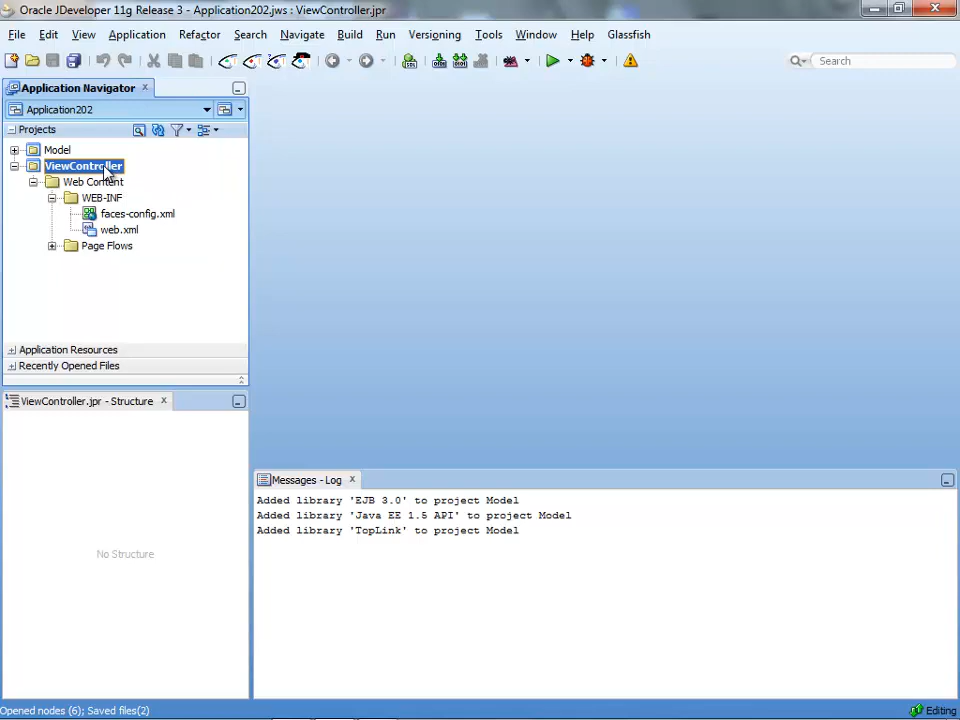 Oracle JDeveloper 11g Release 3 - Application202.jws : ViewController.jpr
File Edit View Application Refactor Search Navigate Build Run Versioning Tools Window Help Glassfish
Search
Application Navigator
Application202
Projects
Model
ViewController
Web Content
WEB-INF
faces-config.xml
web.xml
Page Flows
Application Resources
Recently Opened Files
ViewController.jpr - Structure
No Structure
Messages - Log
Added library 'EJB 3.0' to project Model
Added library 'Java EE 1.5 API' to project Model
Added library 'TopLink' to project Model
Opened nodes (6); Saved files(2)
Editing